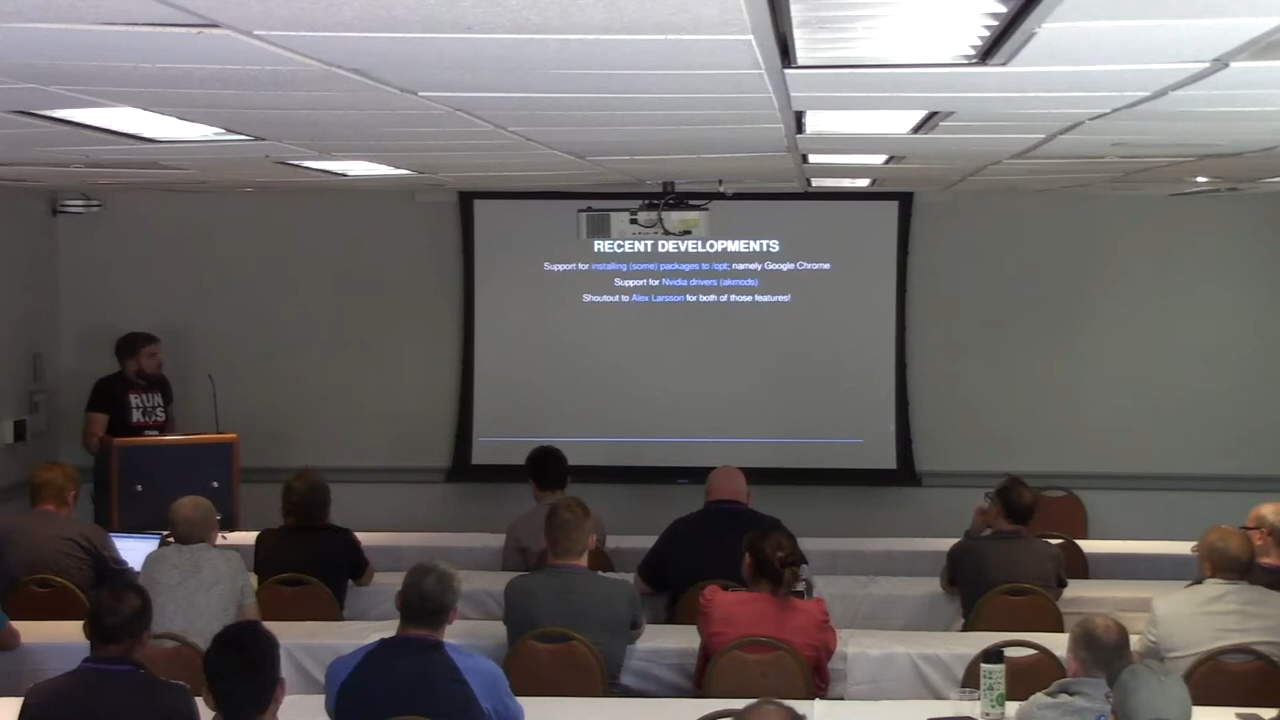 RECENT DEVELOPMENTS
Support for installing (some) packages to /opt; namely Google Chrome
Support for Nvidia drivers (akmods)
Shoutout to Alex Larsson for both of those features!
RUN
K8S